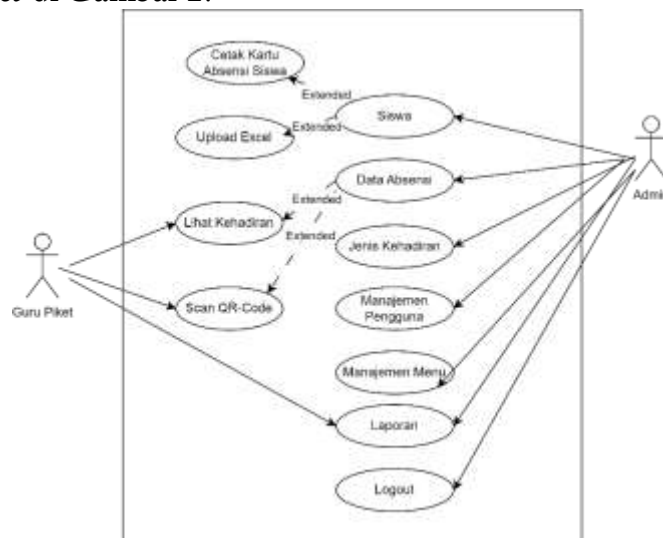 Cetak Kartu
Absensi Siswa
Extended
Siswa
Extended
Upload Excel
Data Absensi
Extended
Lihat Kehadiran
Extended
Jenis Kehadiran
Guru Piket
Scan QR-Code
Manajemen
Pengguna
Manajemen Menu
Laporan
Logout